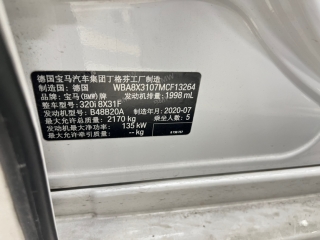 德国宝马汽车集团丁格芬工厂制造
制造国: 德国 WBA8X3107MCF13264
品牌: 宝马(BMW)牌 发动机排量: 1998 mL
整车型号: 320i 8X31F
发动机型号: B48B20A 制造年月: 2020-07
最大允许总质量: 2170 kg 乘坐人数: 5
发动机最大净功率: 135 kW
最大允许牵引质量: -- kg